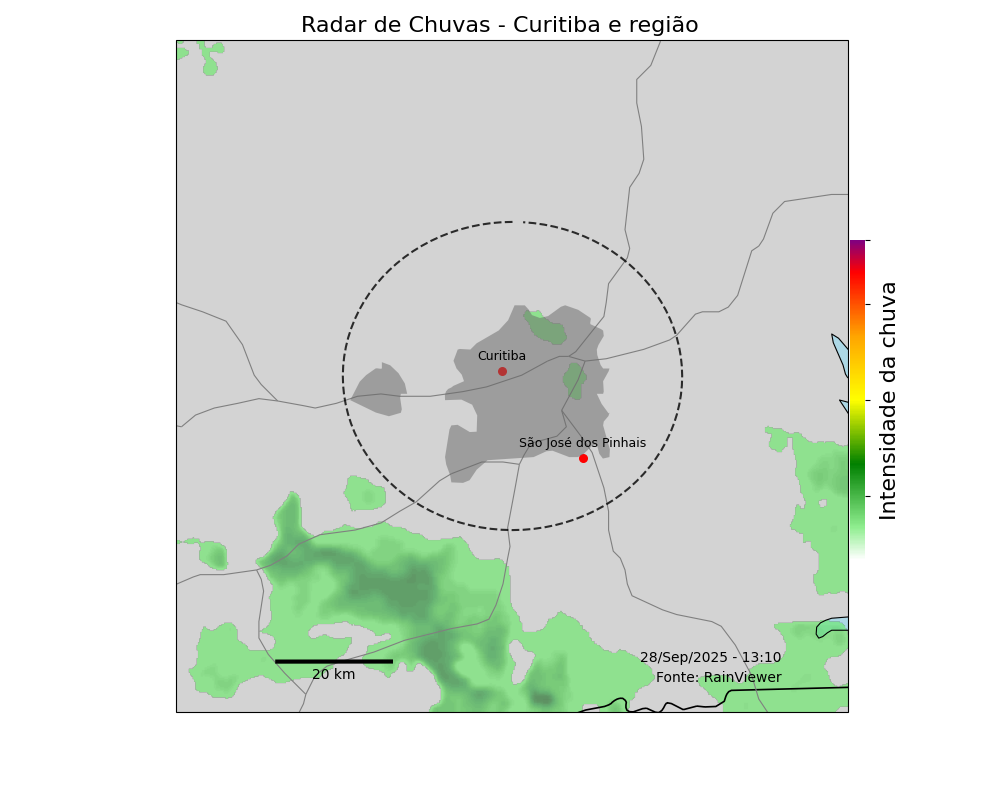 Radar de Chuvas - Curitiba e região
Curitiba
São José dos Pinhais
Intensidade da chuva
28/Sep/2025 - 13:10
Fonte: RainViewer
20 km